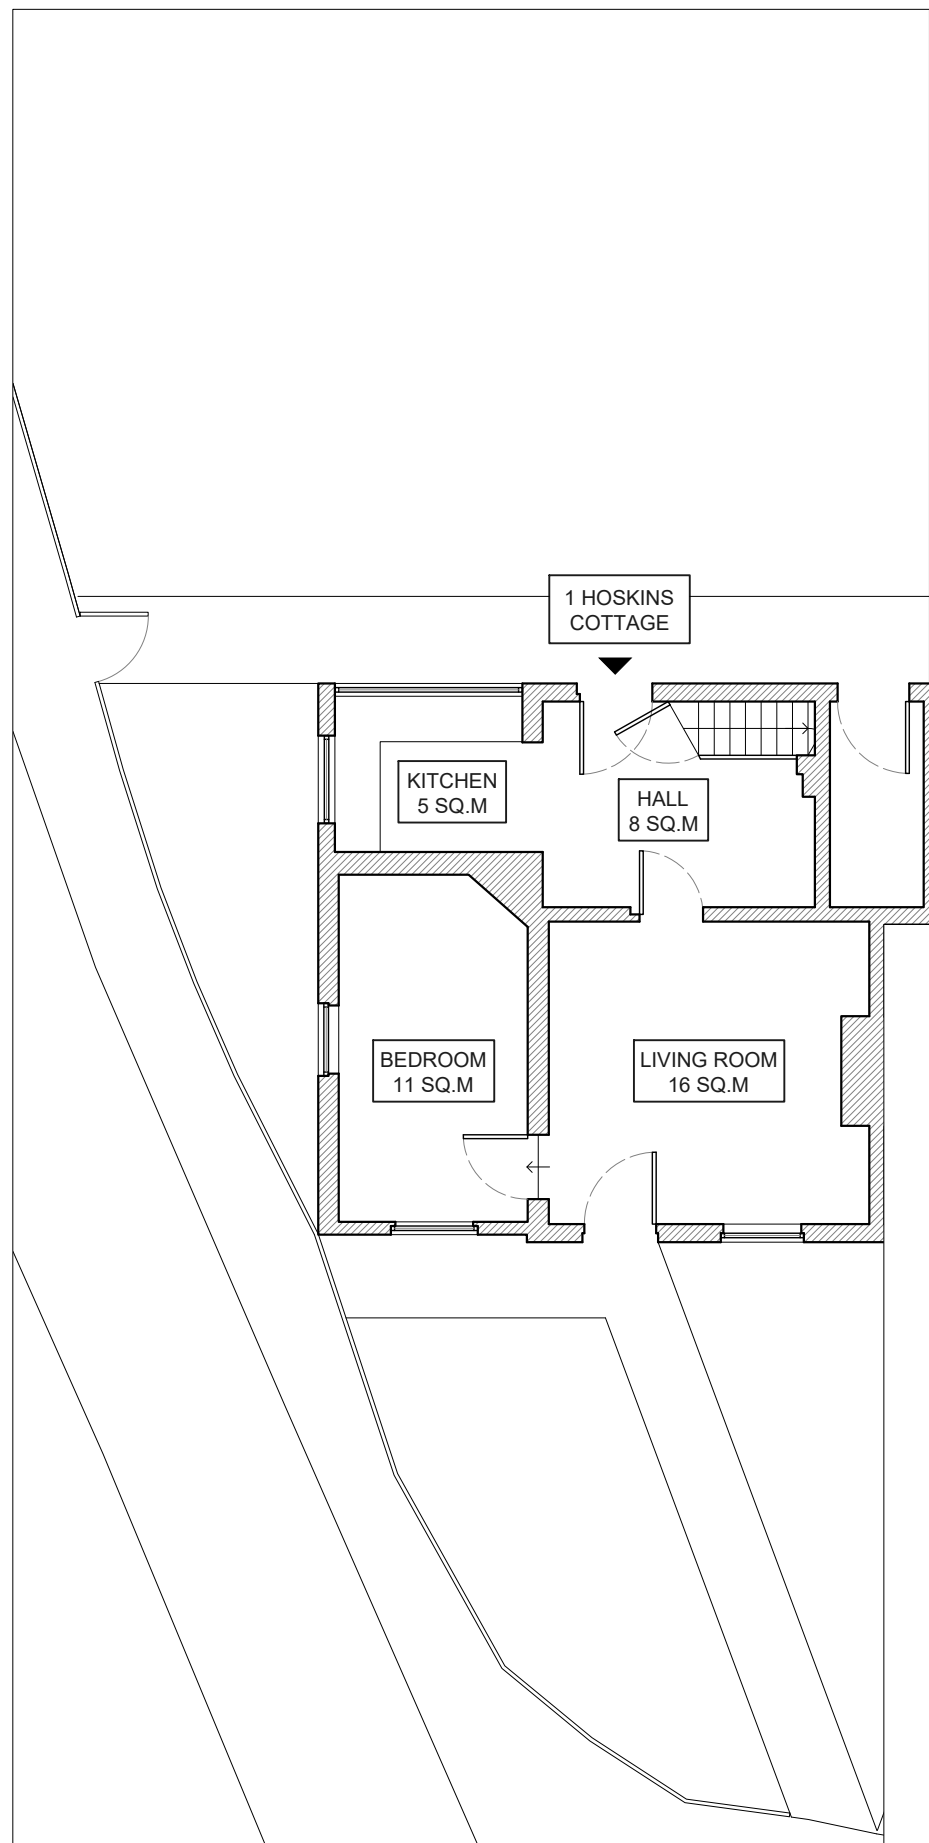 1 HOSKINS
COTTAGE
KITCHEN
5 SQ.M
HALL
8 SQ.M
BEDROOM
11 SQ.M
LIVING ROOM
16 SQ.M